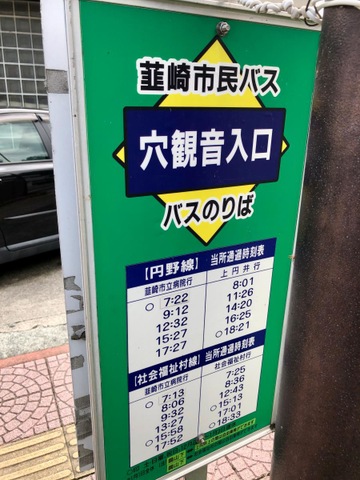 韮崎市民バス
穴観音入口
バスのりば
【円野線】 当所通過時刻表
韮崎市立病院行 上円井行
○ 7:22 8:01
9:12 11:26
12:32 14:20
15:27 16:25
17:27 ○18:21
【社会福祉村線】 当所通過時刻表
韮崎市立病院行 社会福祉村行
○ 7:13 7:25
8:06 8:36
9:32 12:43
13:27 ○15:13
○15:58 17:01
17:52 ○18:33